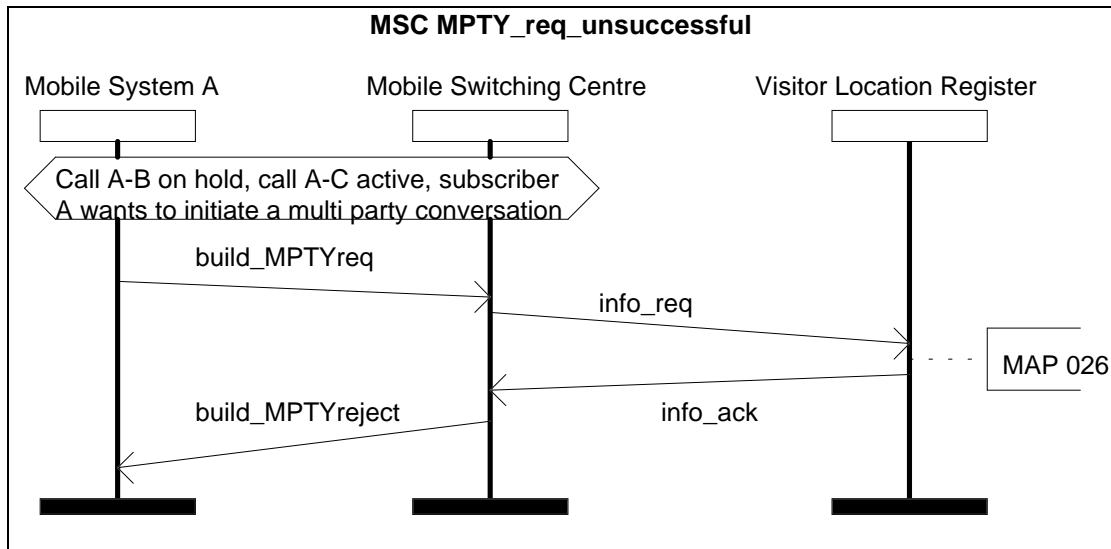 MSC MPTY_req_unsuccessful
Mobile System A
Mobile Switching Centre
Visitor Location Register
Call A-B on hold, call A-C active, subscriber
A wants to initiate a multi party conversation
build_MPTYreq
info_req
MAP 026
build_MPTYreject
info_ack